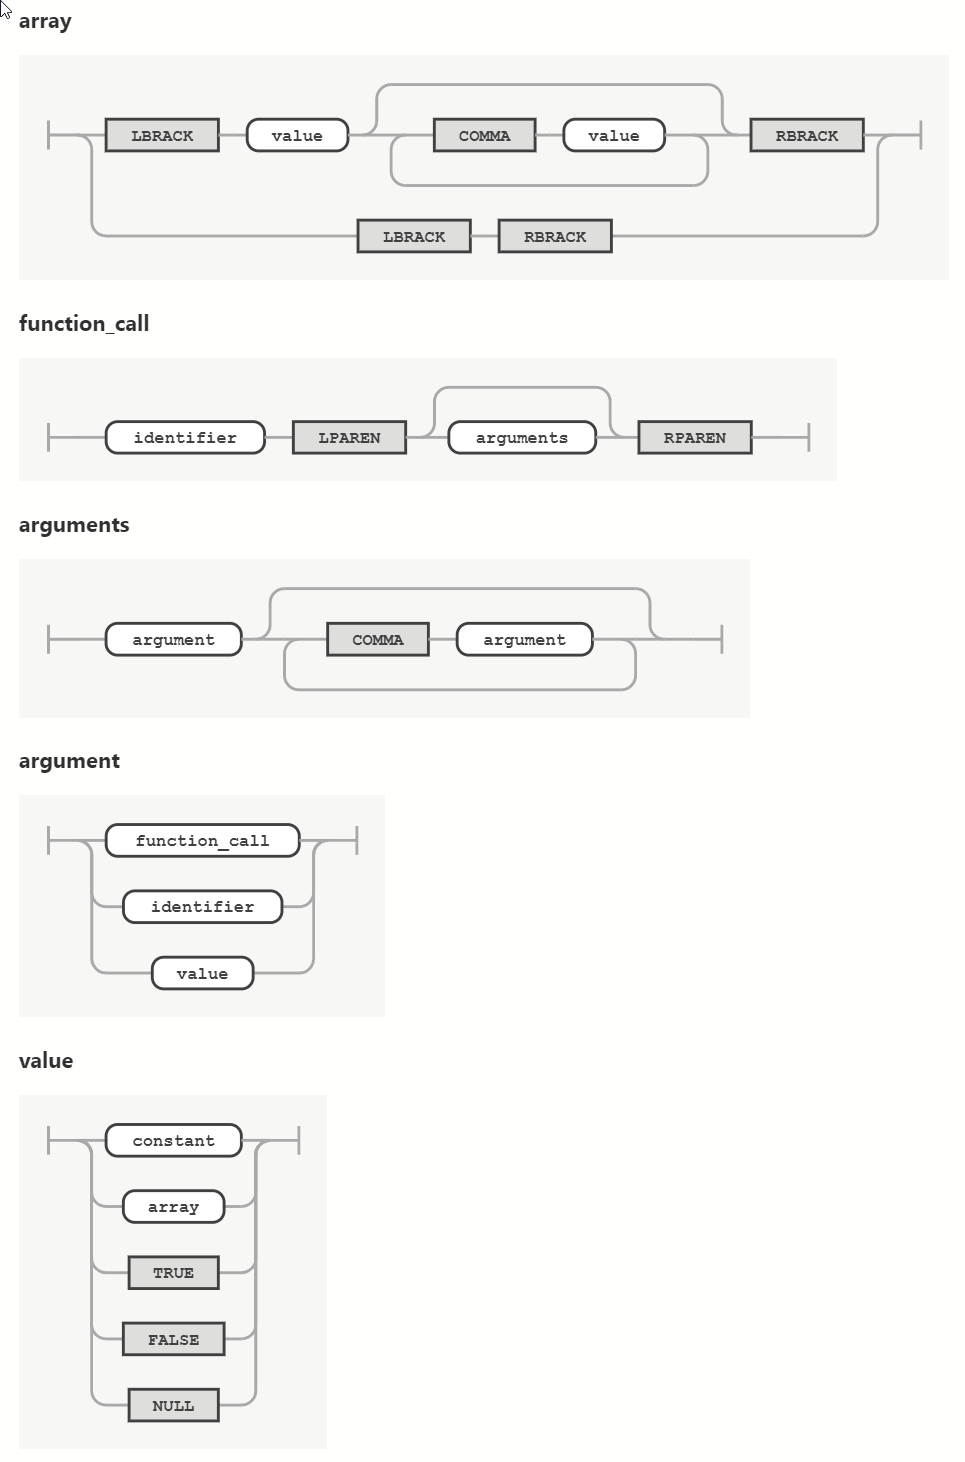 array
LBRACK value COMMA value RBRACK
LBRACK RBRACK
function_call
identifier LPAREN arguments RPAREN
arguments
argument COMMA argument
argument
function_call
identifier
value
value
constant
array
TRUE
FALSE
NULL